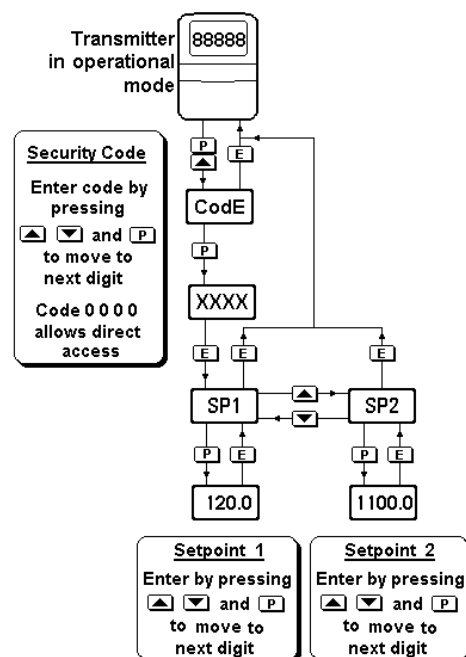 Transmitter
in operational
mode
88888
P
E
Security Code
Enter code by
pressing
and P
to move to
next digit
Code 0 0 0 0
allows direct
access
CodE
P
XXXX
E
E
E
SP1
SP2
P
E
P
E
120.0
1100.0
Setpoint 1
Enter by pressing
and P
to move to
next digit
Setpoint 2
Enter by pressing
and P
to move to
next digit